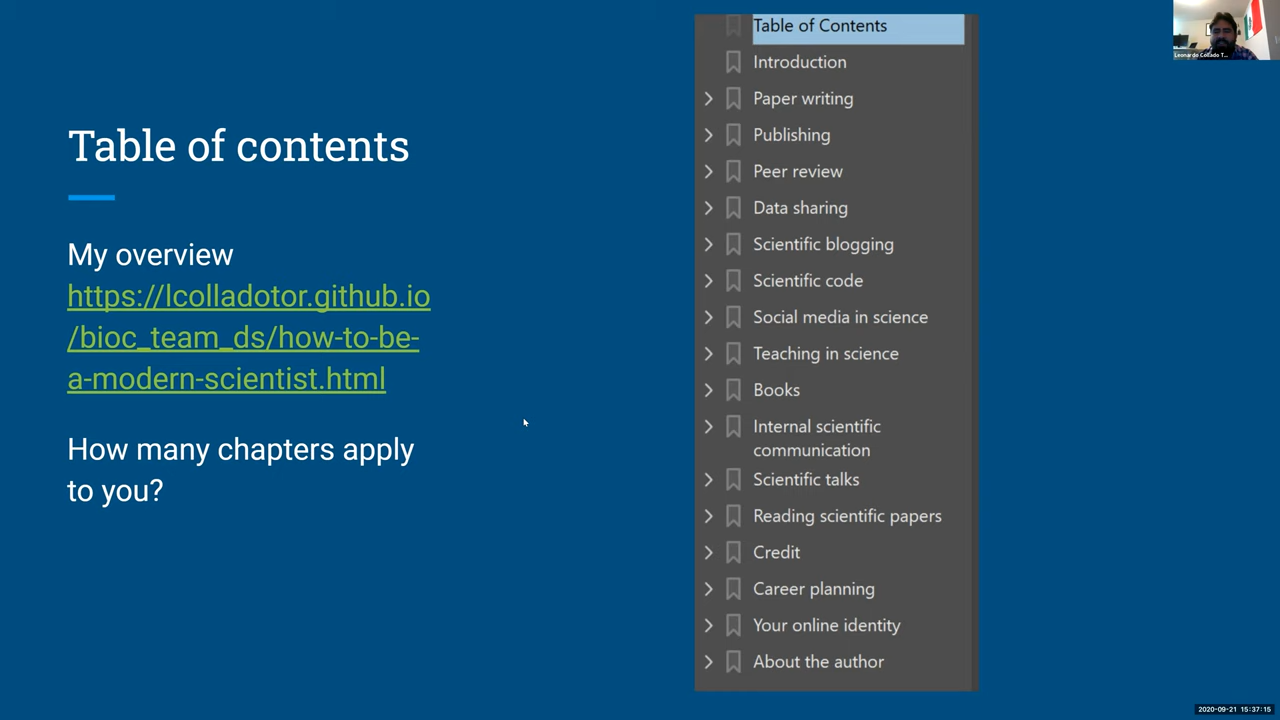 Table of contents
My overview
https://lcolladotor.github.io
/bioc_team_ds/how-to-be-
a-modern-scientist.html
How many chapters apply
to you?
Table of Contents
Introduction
Paper writing
Publishing
Peer review
Data sharing
Scientific blogging
Scientific code
Social media in science
Teaching in science
Books
Internal scientific
communication
Scientific talks
Reading scientific papers
Credit
Career planning
Your online identity
About the author
Leonardo Collado T...
2020-09-21 15:37:15